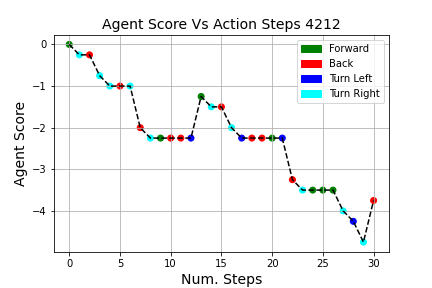 Agent Score Vs Action Steps 4212
Forward
Back
Turn Left
Turn Right
Agent Score
0
−1
−2
−3
−4
0 5 10 15 20 25 30
Num. Steps